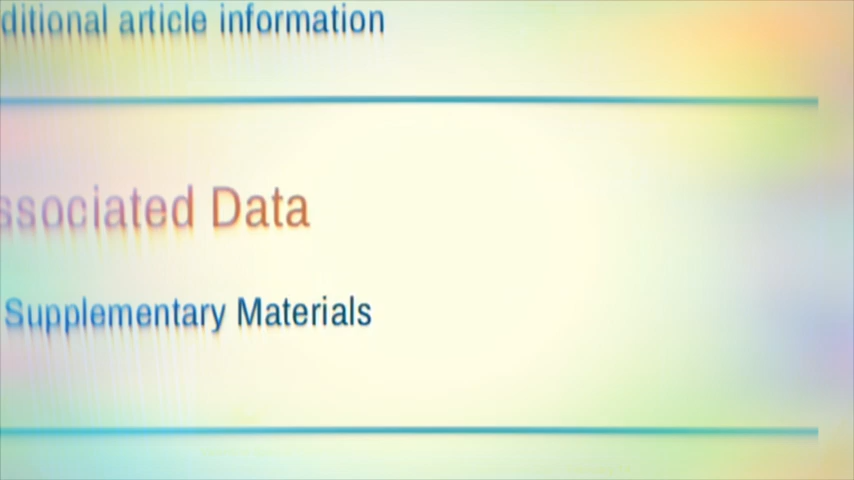 ditional article information
ssociated Data
Supplementary Materials